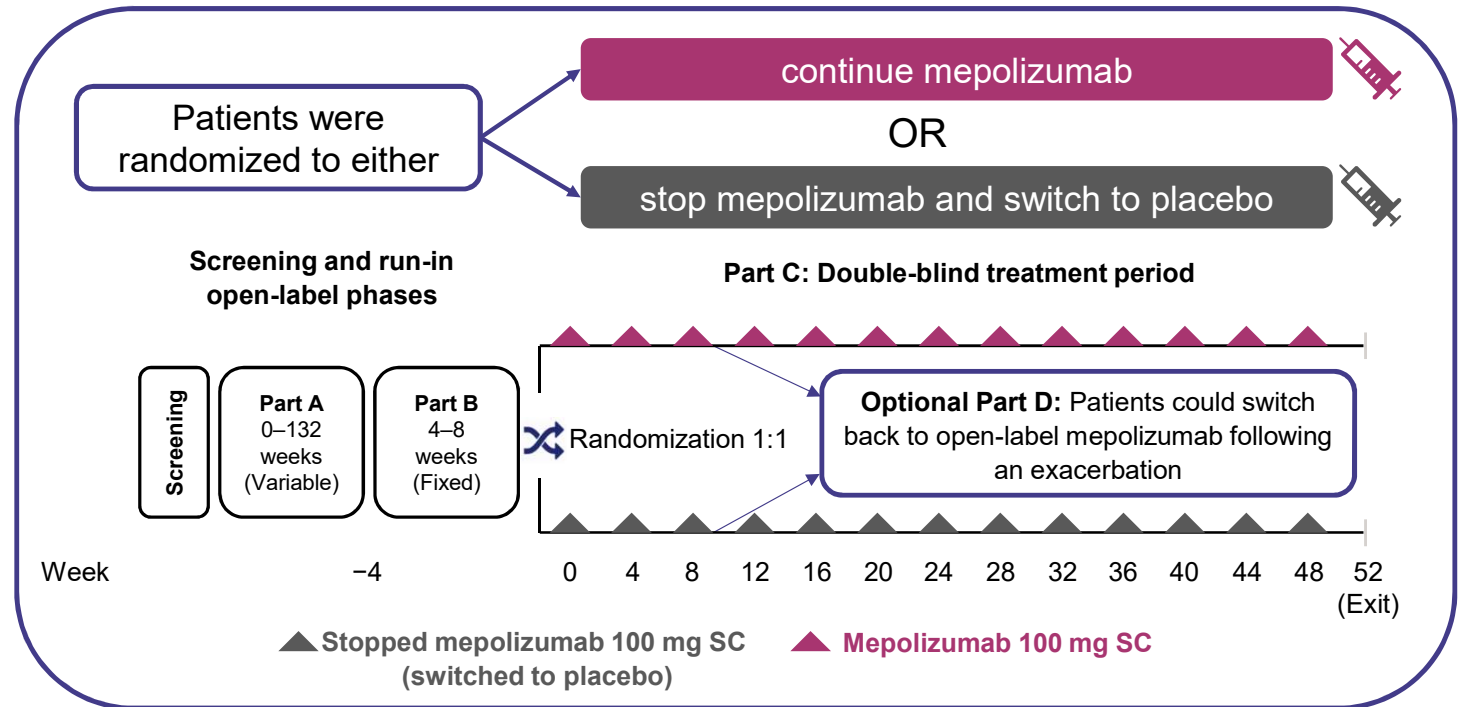 Patients were
randomized to either
continue mepolizumab
OR
stop mepolizumab and switch to placebo
Screening and run-in
open-label phases
Part C: Double-blind treatment period
Screening
Part A
0–132
weeks
(Variable)
Part B
4–8
weeks
(Fixed)
Randomization 1:1
Optional Part D: Patients could switch
back to open-label mepolizumab following
an exacerbation
Week −4 0 4 8 12 16 20 24 28 32 36 40 44 48 52
(Exit)
Stopped mepolizumab 100 mg SC
(switched to placebo)
Mepolizumab 100 mg SC